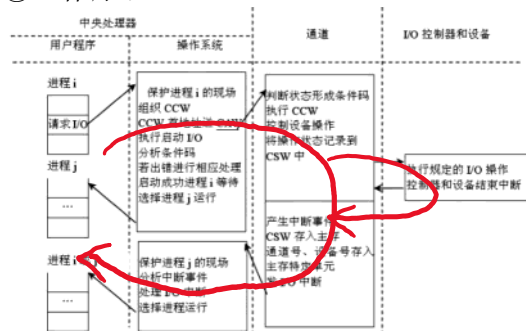 中央处理器
用户程序
操作系统
通道
I/O 控制器和设备
进程 i
请求 I/O
进程 j
...
进程 i
...
保护进程 i 的现场
组织 CCW
CCW
执行启动 I/O
分析条件码
若出错进行相应处理
启动成功进程 i 等待
选择进程 j 运行
保护进程 j 的现场
分析中断事件
处理 I/O 中断
选择进程运行
判断状态形成条件码
执行 CCW
控制设备操作
将操作状态记录到
CSW 中
产生中断事件
CSW 存入主存
通道号、设备号存入
主存特定单元
发 I/O 中断
执行规定的 I/O 操作
控制器和设备结束中断